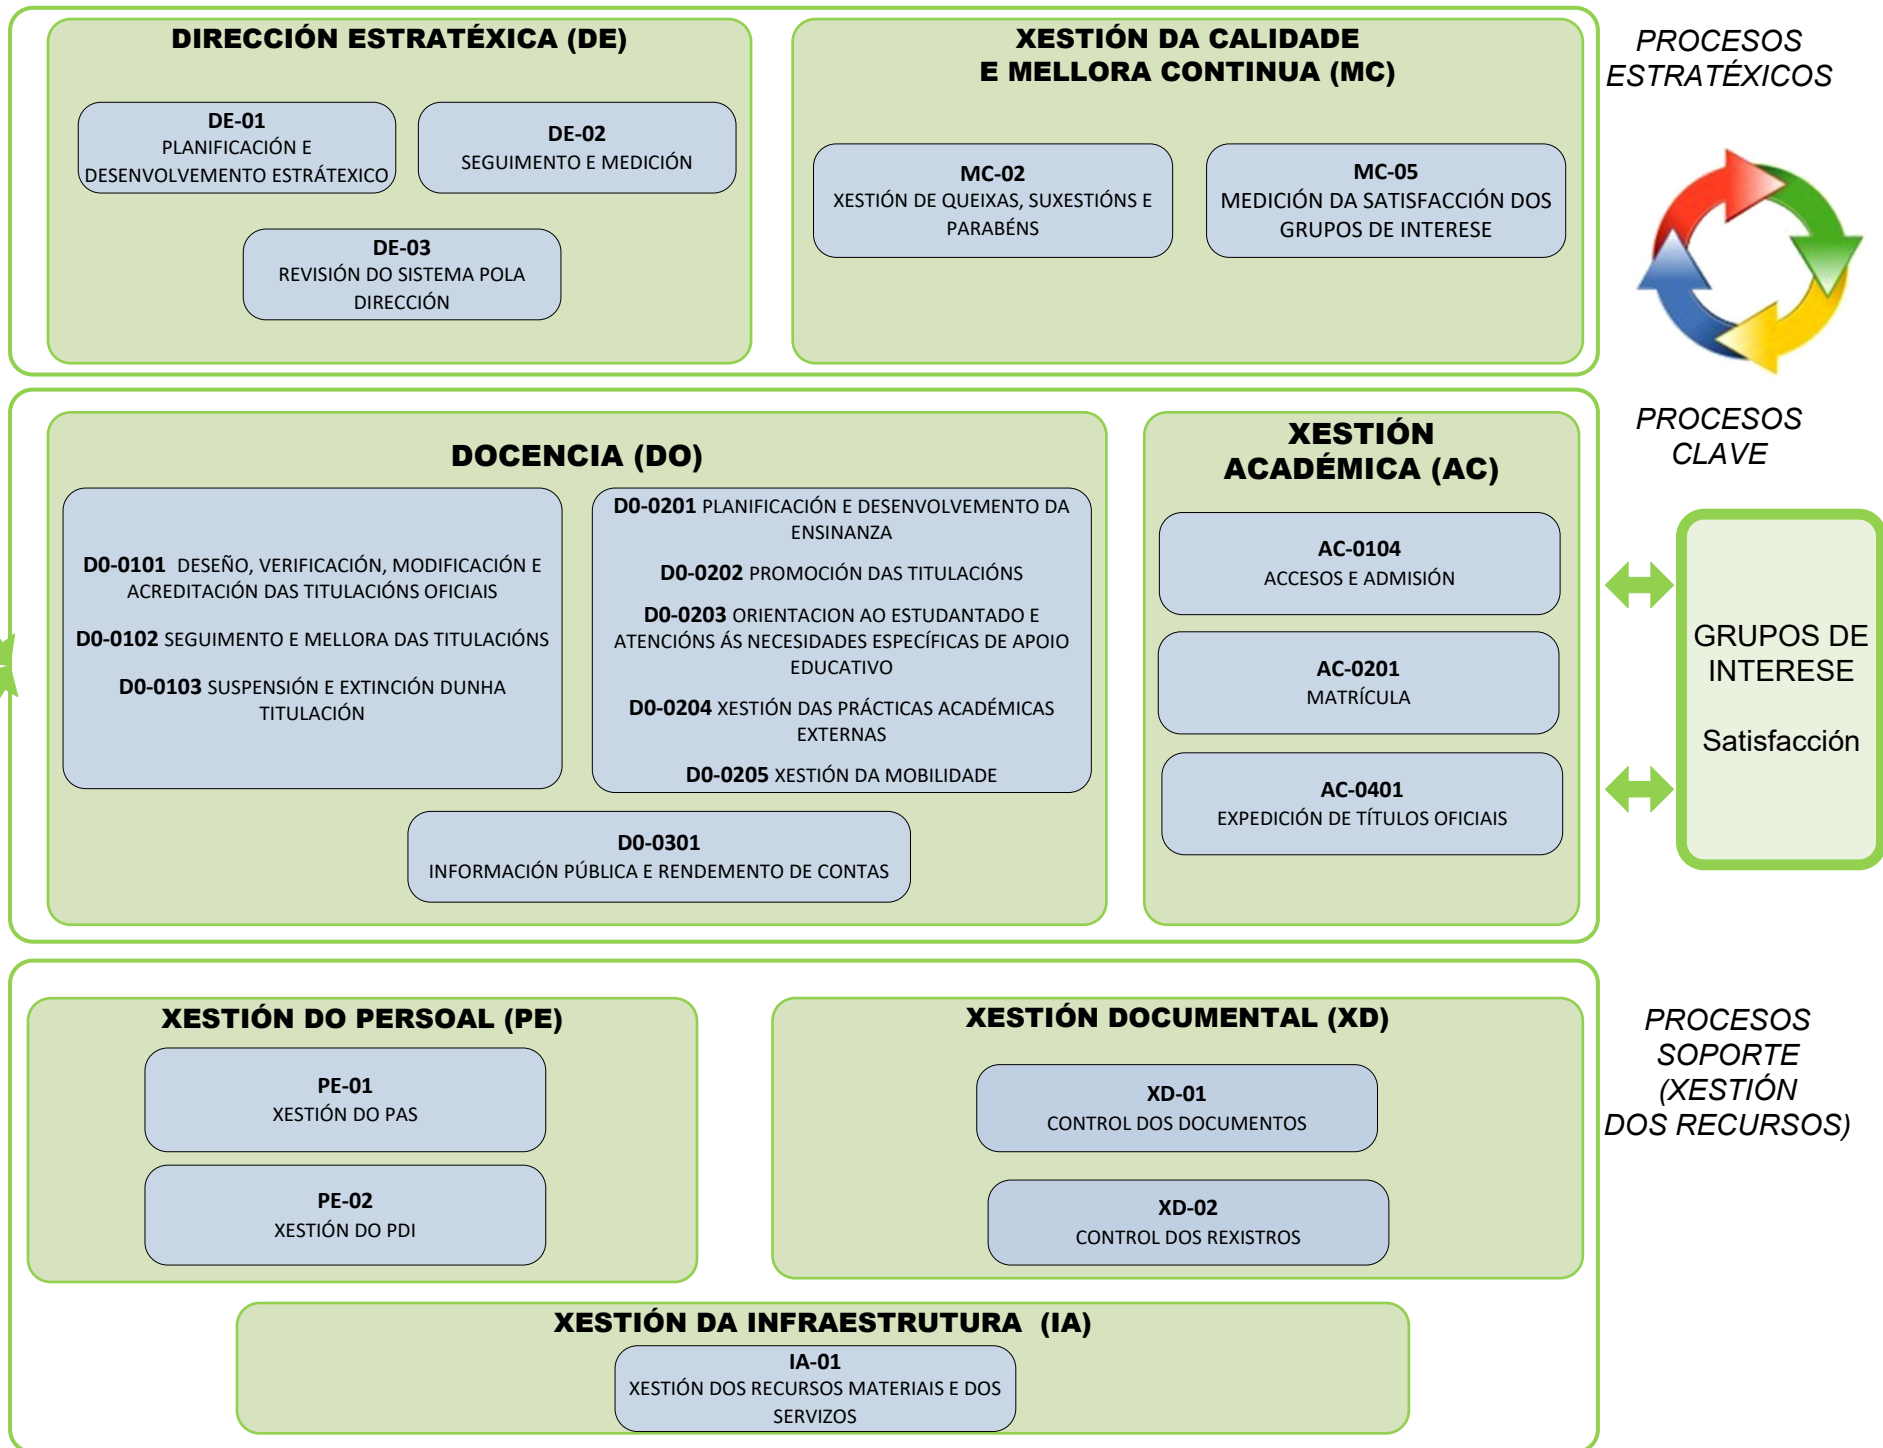 DIRECCIÓN ESTRATÉXICA (DE)
DE-01
PLANIFICACIÓN E
DESENVOLVEMENTO ESTRÁTEXICO
DE-02
SEGUIMENTO E MEDICIÓN
DE-03
REVISIÓN DO SISTEMA POLA
DIRECCIÓN
XESTIÓN DA CALIDADE
E MELLORA CONTINUA (MC)
MC-02
XESTIÓN DE QUEIXAS, SUXESTIÓNS E
PARABÉNS
MC-05
MEDICIÓN DA SATISFACCIÓN DOS
GRUPOS DE INTERESE
PROCESOS
ESTRATÉXICOS
DOCENCIA (DO)
D0-0101 DESEÑO, VERIFICACIÓN, MODIFICACIÓN E
ACREDITACIÓN DAS TITULACIÓNS OFICIAIS
D0-0102 SEGUIMENTO E MELLORA DAS TITULACIÓNS
D0-0103 SUSPENSIÓN E EXTINCIÓN DUNHA
TITULACIÓN
D0-0201 PLANIFICACIÓN E DESENVOLVEMENTO DA
ENSINANZA
D0-0202 PROMOCIÓN DAS TITULACIÓNS
D0-0203 ORIENTACION AO ESTUDANTADO E
ATENCIÓNS ÁS NECESIDADES ESPECÍFICAS DE APOIO
EDUCATIVO
D0-0204 XESTIÓN DAS PRÁCTICAS ACADÉMICAS
EXTERNAS
D0-0205 XESTIÓN DA MOBILIDADE
D0-0301
INFORMACIÓN PÚBLICA E RENDEMENTO DE CONTAS
XESTIÓN
ACADÉMICA (AC)
AC-0104
ACCESOS E ADMISIÓN
AC-0201
MATRÍCULA
AC-0401
EXPEDICIÓN DE TÍTULOS OFICIAIS
PROCESOS
CLAVE
GRUPOS DE
INTERESE
Satisfacción
XESTIÓN DO PERSOAL (PE)
PE-01
XESTIÓN DO PAS
PE-02
XESTIÓN DO PDI
XESTIÓN DOCUMENTAL (XD)
XD-01
CONTROL DOS DOCUMENTOS
XD-02
CONTROL DOS REXISTROS
PROCESOS
SOPORTE
(XESTIÓN
DOS RECURSOS)
XESTIÓN DA INFRAESTRUTURA (IA)
IA-01
XESTIÓN DOS RECURSOS MATERIAIS E DOS
SERVIZOS